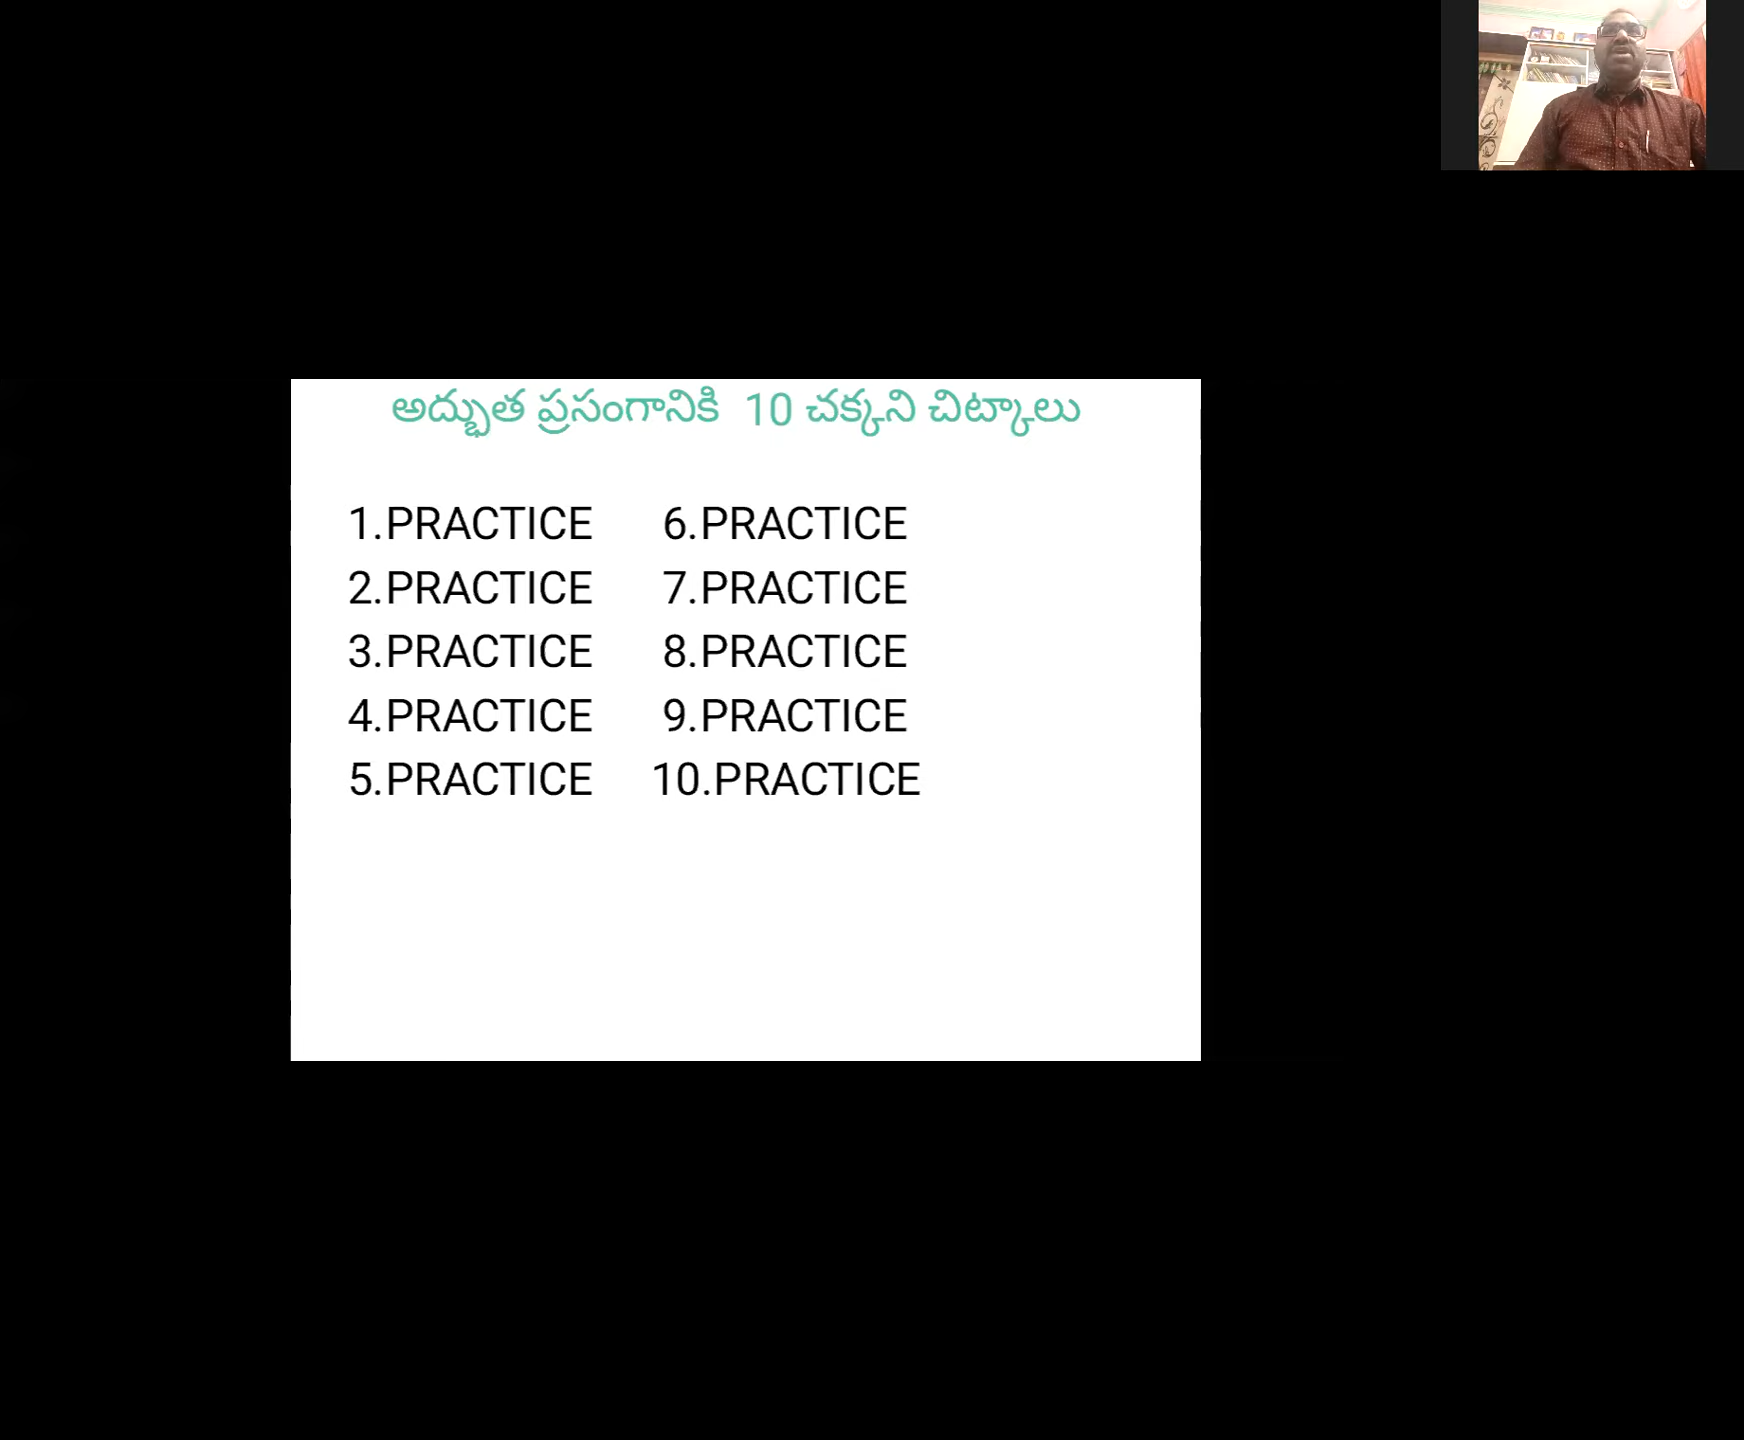 అద్భుత ప్రసంగానికి 10 చక్కని చిట్కాలు
1.PRACTICE 6.PRACTICE
2.PRACTICE 7.PRACTICE
3.PRACTICE 8.PRACTICE
4.PRACTICE 9.PRACTICE
5.PRACTICE 10.PRACTICE